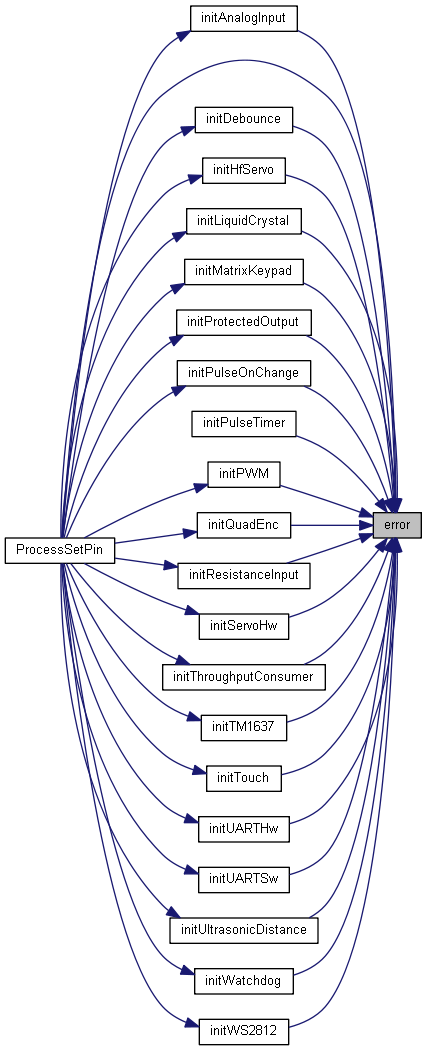 initAnalogInput
initDebounce
initHfServo
initLiquidCrystal
initMatrixKeypad
initProtectedOutput
initPulseOnChange
initPulseTimer
initPWM
initQuadEnc
error
ProcessSetPin
initResistanceInput
initServoHw
initThroughputConsumer
initTM1637
initTouch
initUARTHw
initUARTSw
initUltrasonicDistance
initWatchdog
initWS2812